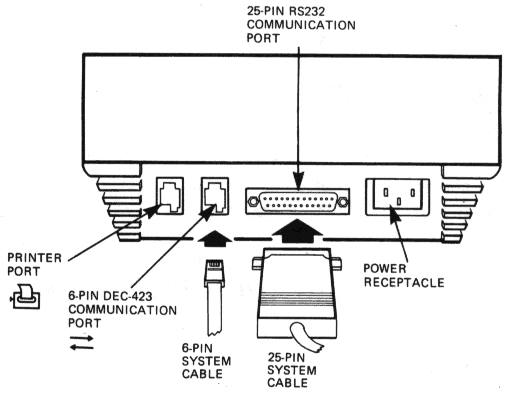 25-PIN RS232
COMMUNICATION
PORT
PRINTER
PORT
6-PIN DEC-423
COMMUNICATION
PORT
6-PIN
SYSTEM
CABLE
25-PIN
SYSTEM
CABLE
POWER
RECEPTACLE